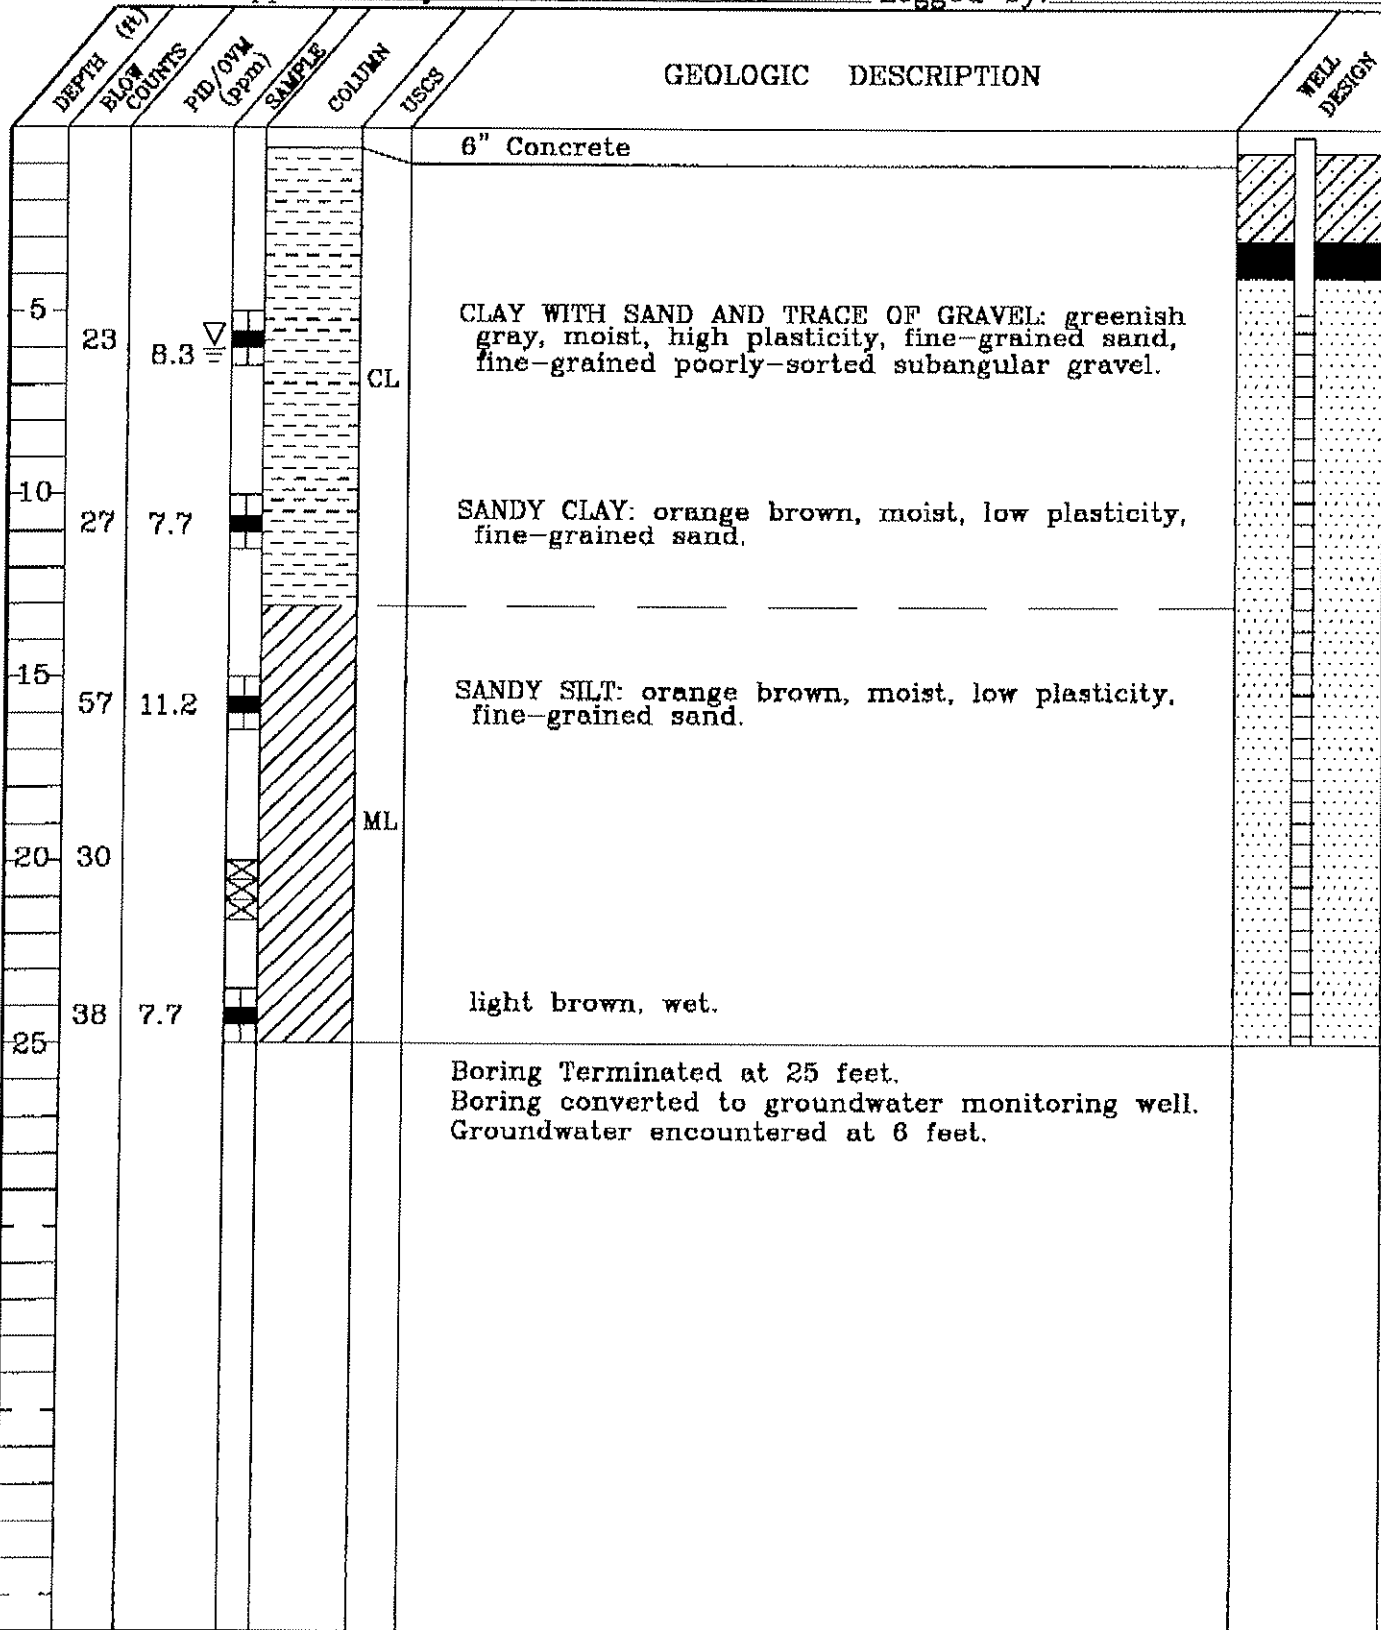 Logged by:
DEPTH (ft)
BLOW COUNTS
PID/OVM (ppm)
SAMPLE
COLUMN
USCS
GEOLOGIC DESCRIPTION
WELL DESIGN
6" Concrete
5
23
8.3
CL
CLAY WITH SAND AND TRACE OF GRAVEL: greenish
gray, moist, high plasticity, fine-grained sand,
fine-grained poorly-sorted subangular gravel.
10
27
7.7
SANDY CLAY: orange brown, moist, low plasticity,
fine-grained sand.
15
57
11.2
SANDY SILT: orange brown, moist, low plasticity,
fine-grained sand.
ML
20
30
38
7.7
light brown, wet.
25
Boring Terminated at 25 feet.
Boring converted to groundwater monitoring well.
Groundwater encountered at 6 feet.